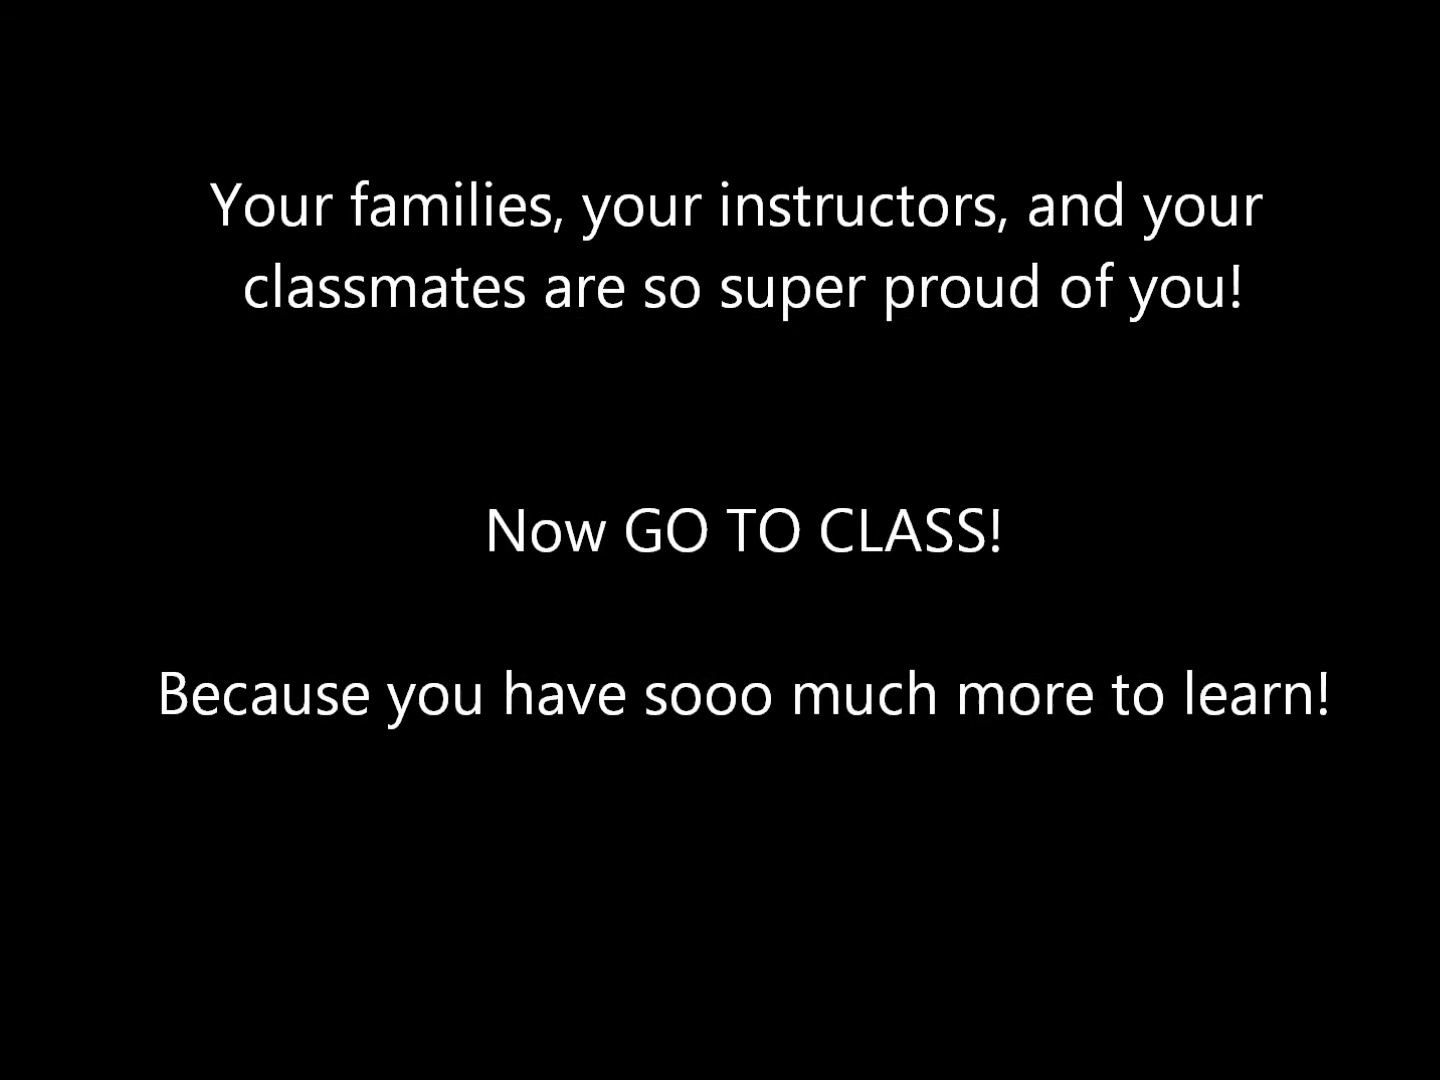 Your families, your instructors, and your
classmates are so super proud of you!
Now GO TO CLASS!
Because you have sooo much more to learn!